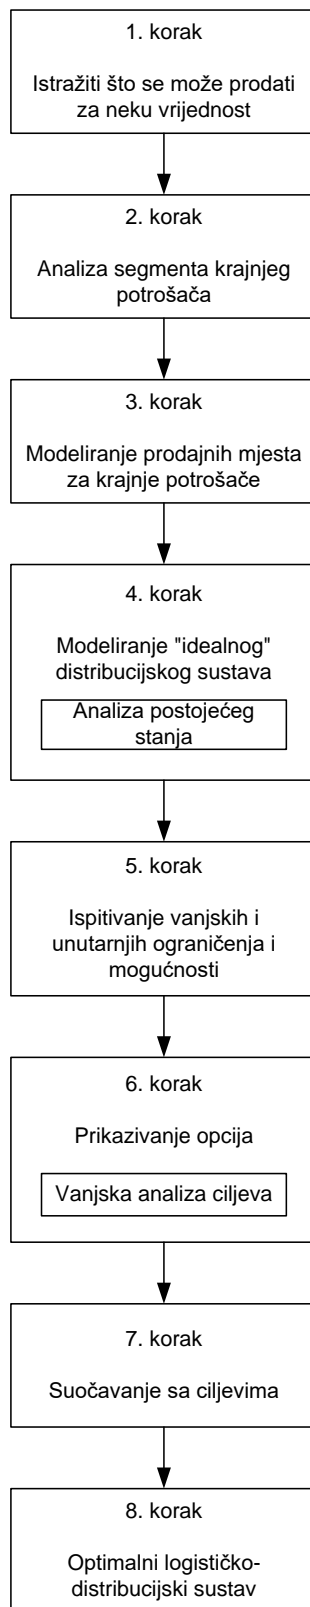 1. korak
Istražiti što se može prodati
za neku vrijednost
2. korak
Analiza segmenta krajnjeg
potrošača
3. korak
Modeliranje prodajnih mjesta
za krajnje potrošače
4. korak
Modeliranje "idealnog"
distribucijskog sustava
Analiza postojećeg
stanja
5. korak
Ispitivanje vanjskih i
unutarnjih ograničenja i
mogućnosti
6. korak
Prikazivanje opcija
Vanjska analiza ciljeva
7. korak
Suočavanje sa ciljevima
8. korak
Optimalni logističko-
distribucijski sustav